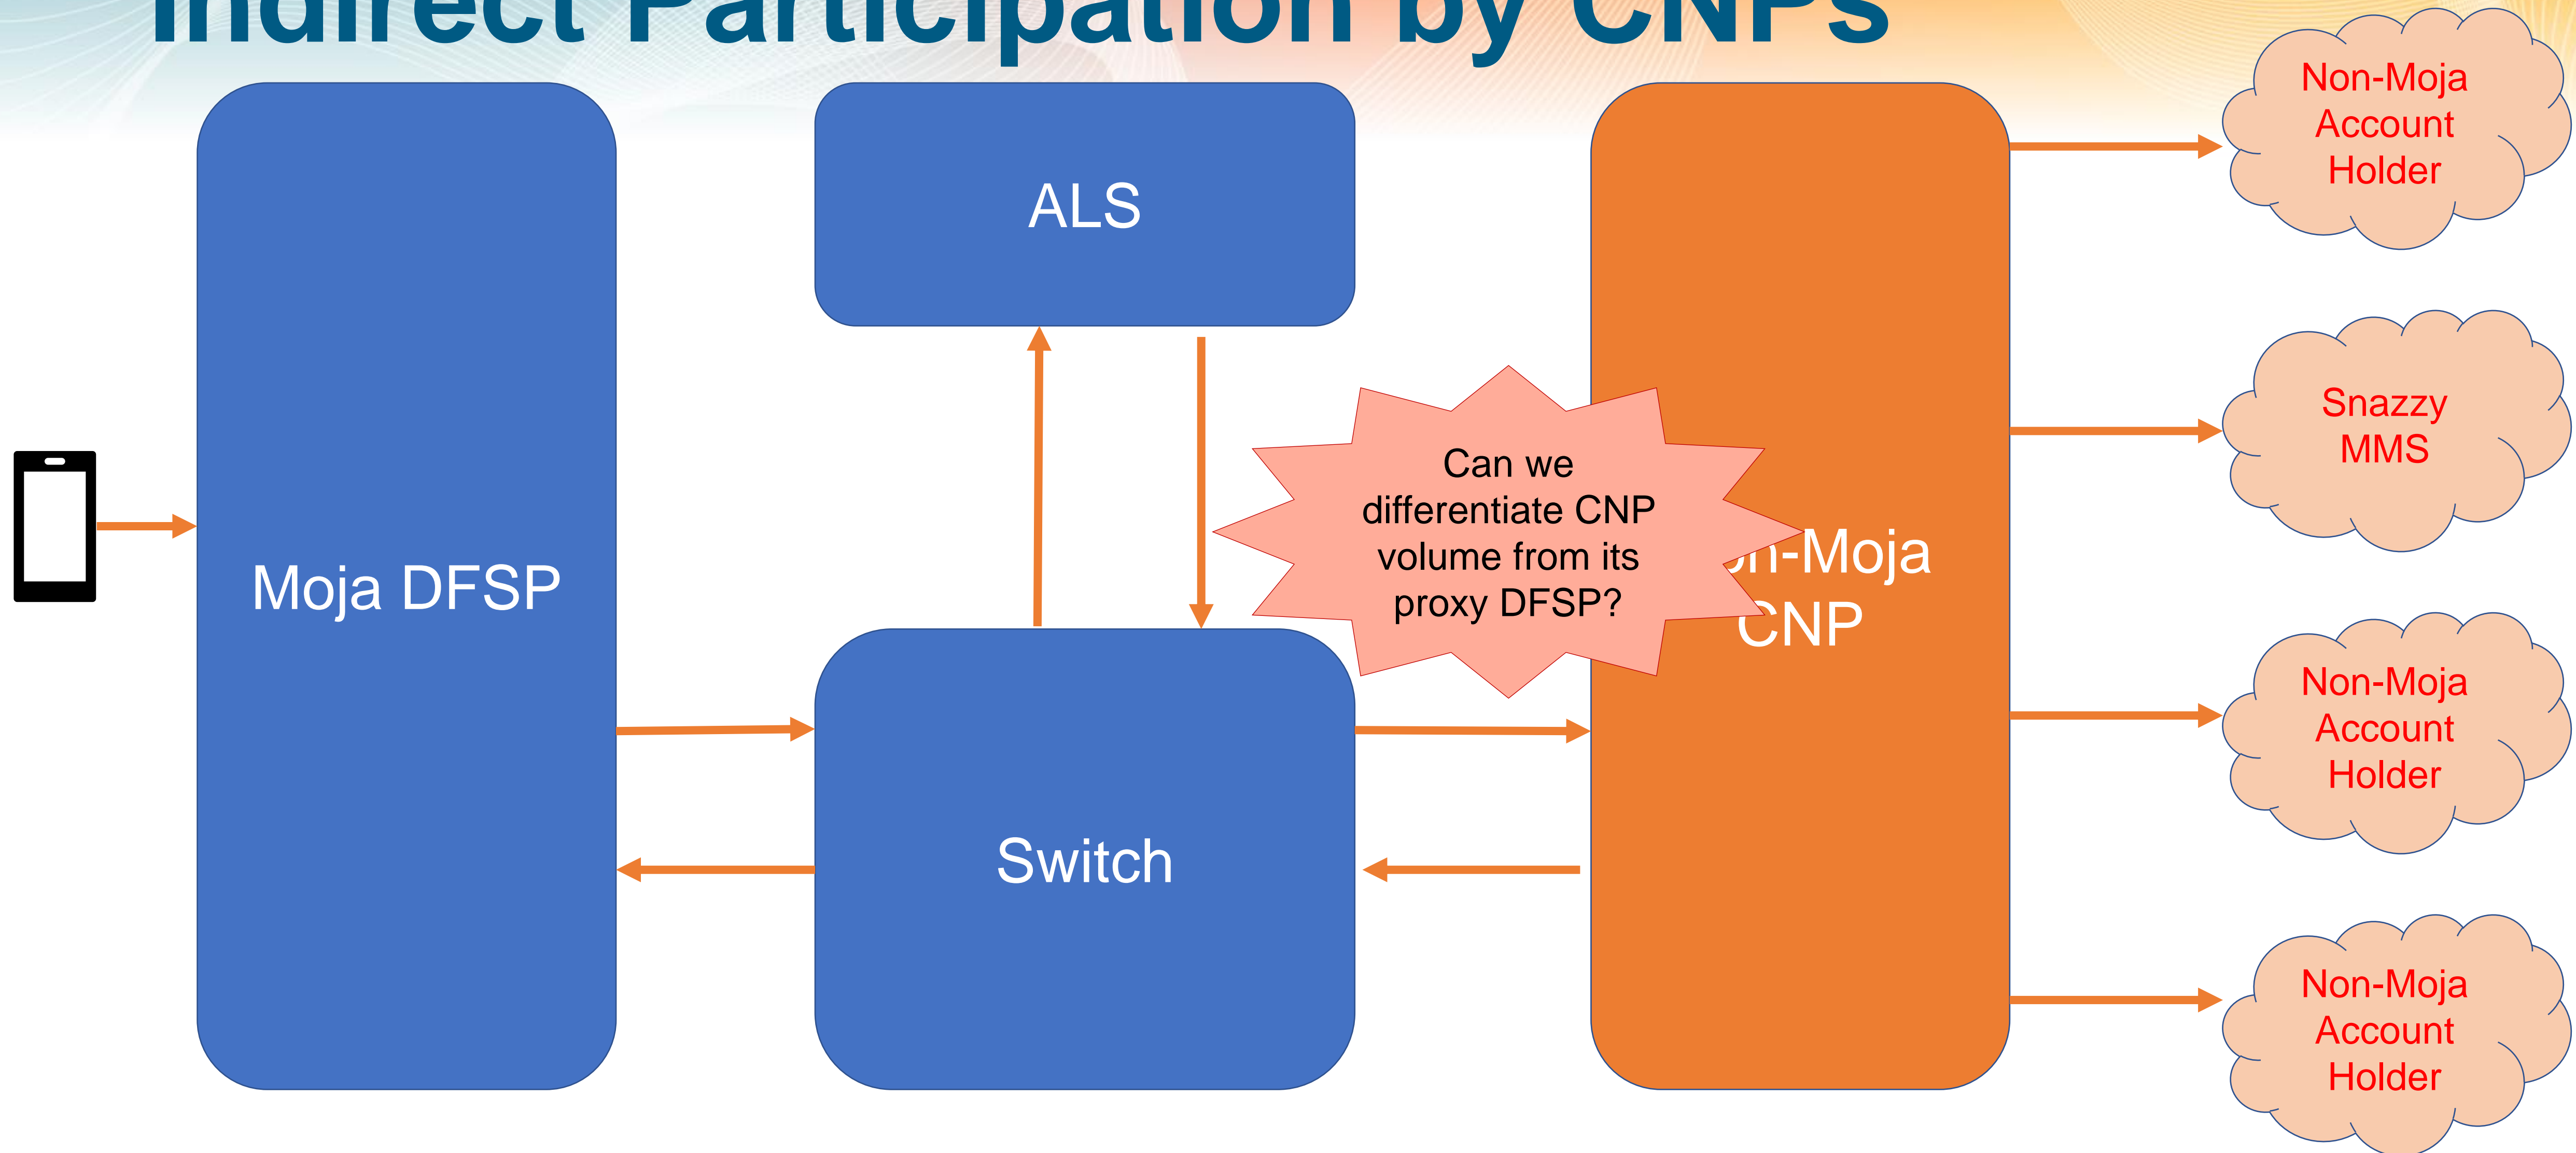 Indirect Participation by CNPs
Non-Moja
Account
Holder
ALS
Snazzy
MMS
Can we
differentiate CNP
volume from its
proxy DFSP?
Moja DFSP
n-Moja
CNP
Non-Moja
Account
Holder
Switch
Non-Moja
Account
Holder